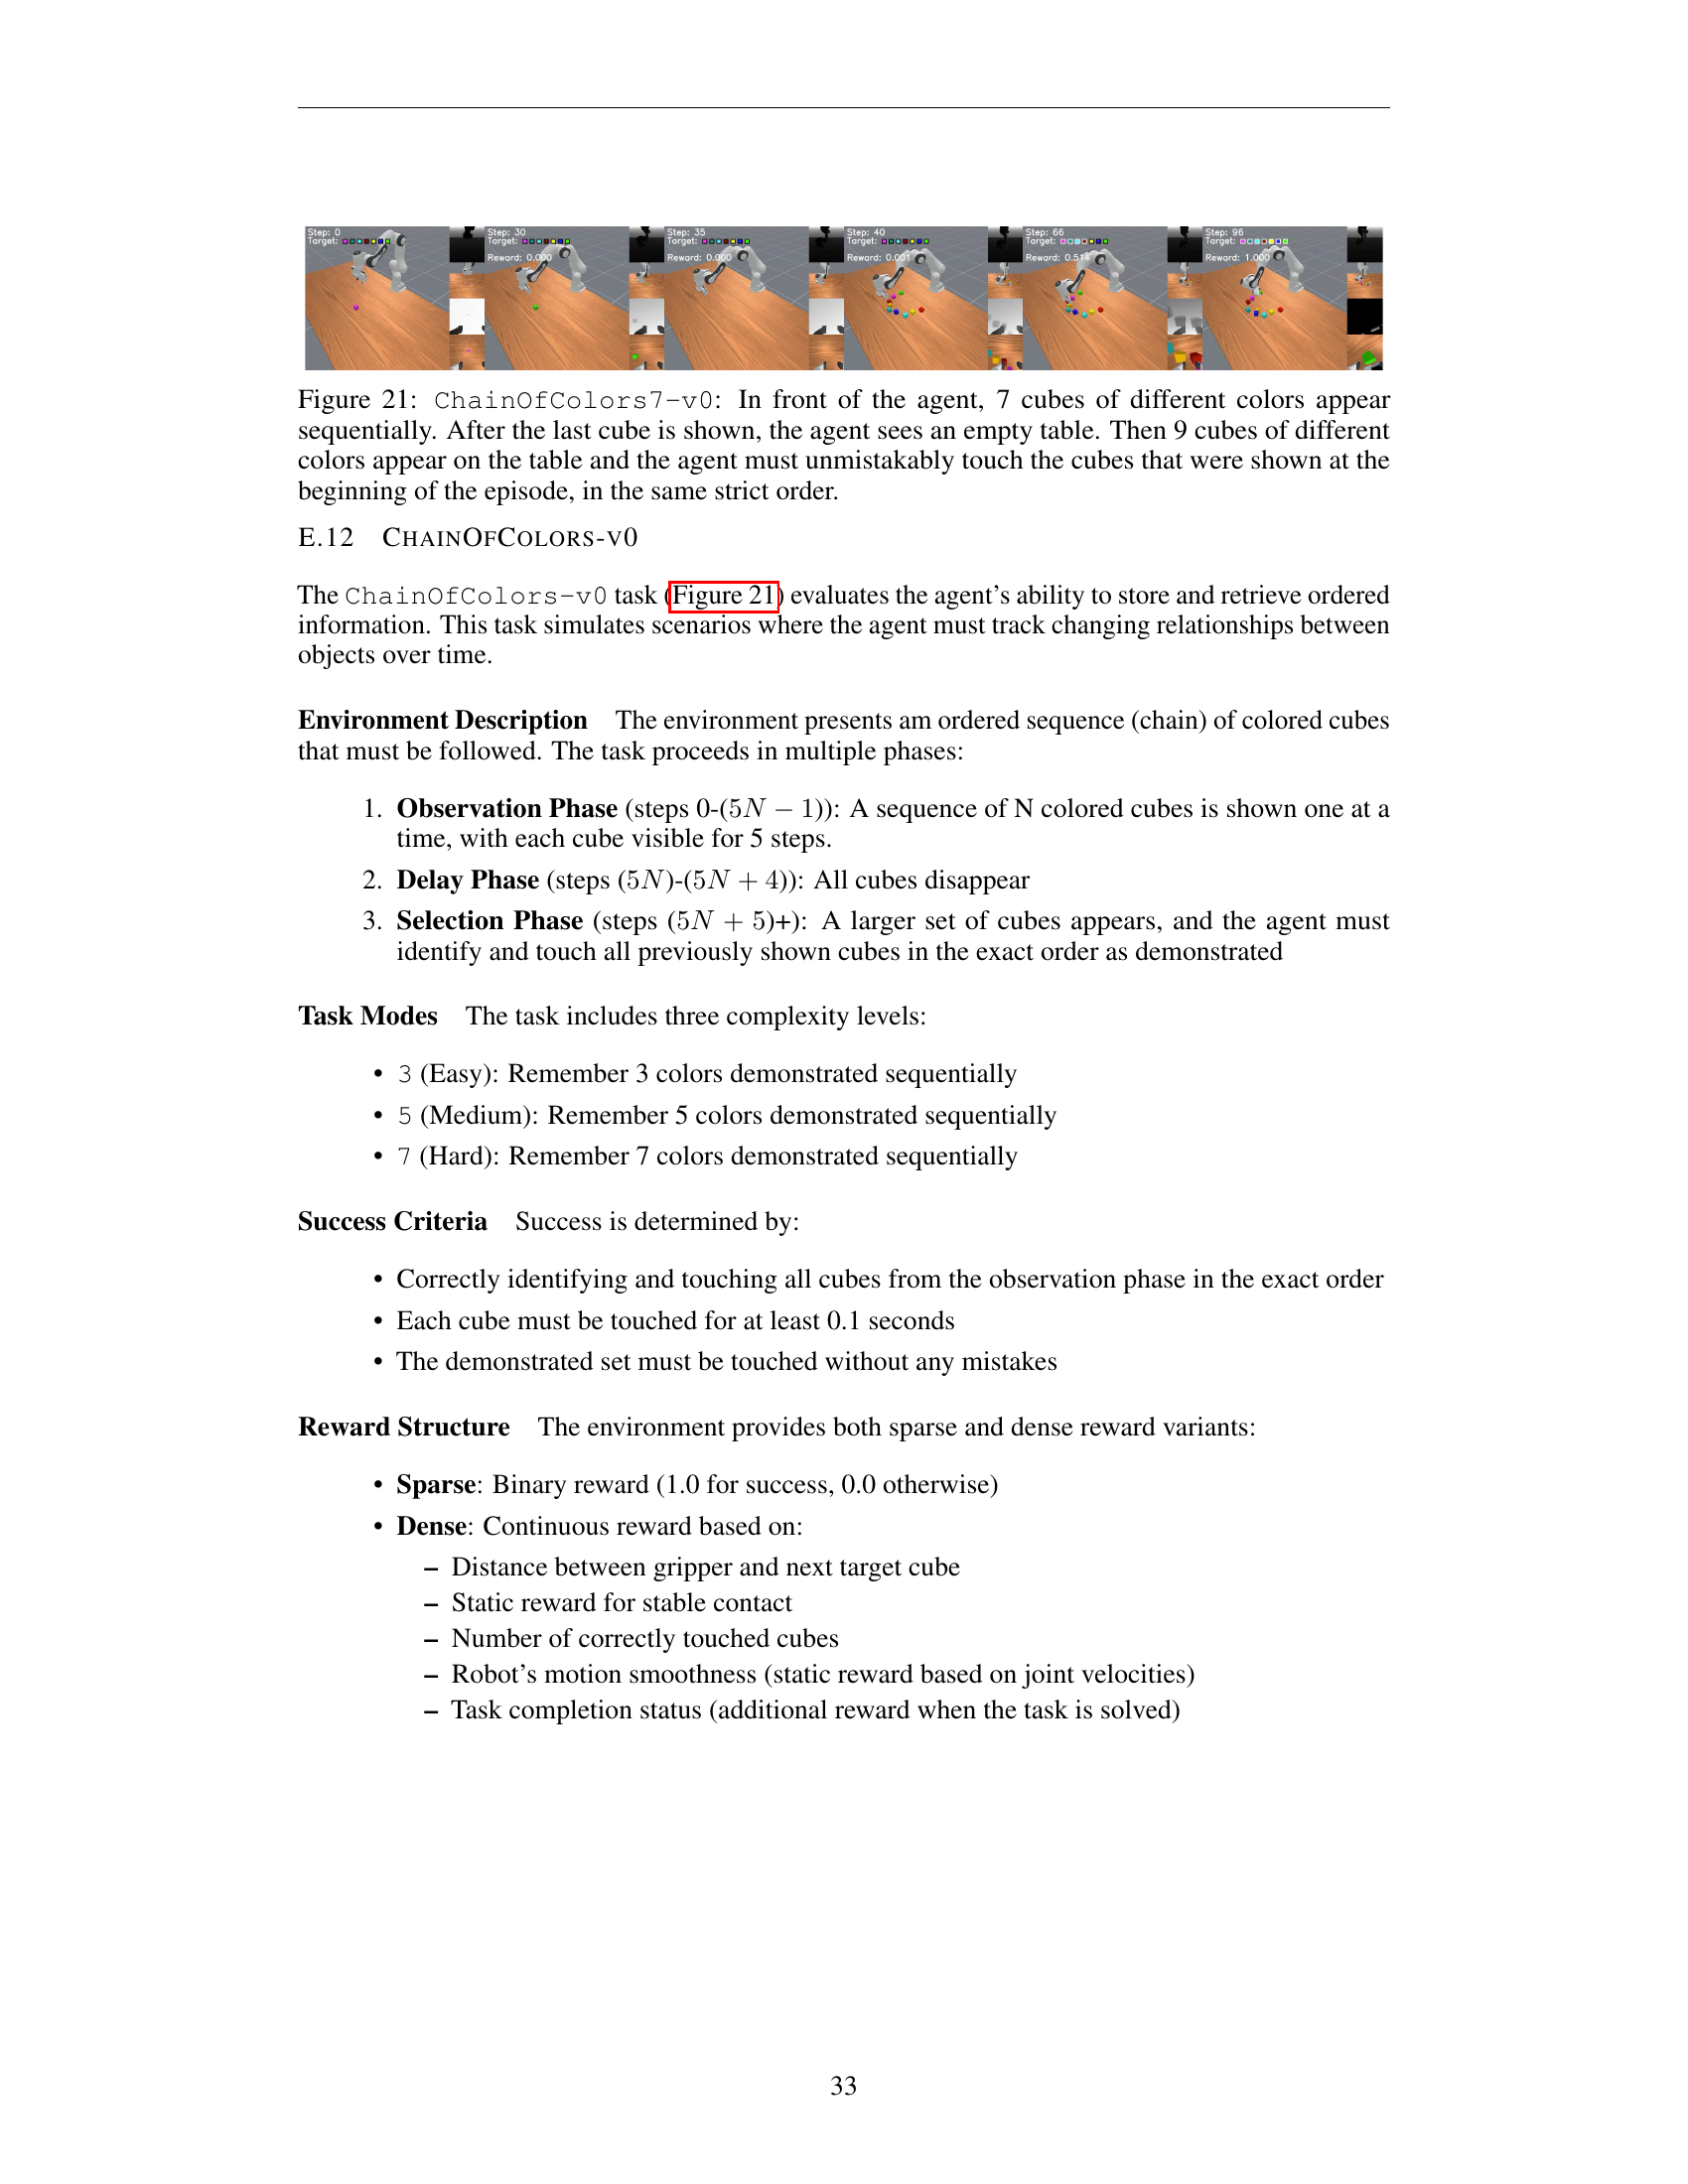 Step: 0
Target:
Step: 30
Target:
Reward: 0.000
Step: 35
Target:
Reward: 0.000
Step: 40
Target:
Reward: 0.001
Step: 66
Target:
Reward: 0.514
Step: 96
Target:
Reward: 1.000
Figure 21: ChainOfColors7-v0: In front of the agent, 7 cubes of different colors appear
sequentially. After the last cube is shown, the agent sees an empty table. Then 9 cubes of different
colors appear on the table and the agent must unmistakably touch the cubes that were shown at the
beginning of the episode, in the same strict order.
E.12 CHAINOFCOLORS-V0
The ChainOfColors-v0 task (Figure 21) evaluates the agent's ability to store and retrieve ordered
information. This task simulates scenarios where the agent must track changing relationships between
objects over time.
Environment Description The environment presents am ordered sequence (chain) of colored cubes
that must be followed. The task proceeds in multiple phases:
1. Observation Phase (steps 0-(5N − 1)): A sequence of N colored cubes is shown one at a
time, with each cube visible for 5 steps.
2. Delay Phase (steps (5N)-(5N + 4)): All cubes disappear
3. Selection Phase (steps (5N + 5)+): A larger set of cubes appears, and the agent must
identify and touch all previously shown cubes in the exact order as demonstrated
Task Modes The task includes three complexity levels:
• 3 (Easy): Remember 3 colors demonstrated sequentially
• 5 (Medium): Remember 5 colors demonstrated sequentially
• 7 (Hard): Remember 7 colors demonstrated sequentially
Success Criteria Success is determined by:
• Correctly identifying and touching all cubes from the observation phase in the exact order
• Each cube must be touched for at least 0.1 seconds
• The demonstrated set must be touched without any mistakes
Reward Structure The environment provides both sparse and dense reward variants:
• Sparse: Binary reward (1.0 for success, 0.0 otherwise)
• Dense: Continuous reward based on:
– Distance between gripper and next target cube
– Static reward for stable contact
– Number of correctly touched cubes
– Robot's motion smoothness (static reward based on joint velocities)
– Task completion status (additional reward when the task is solved)
33